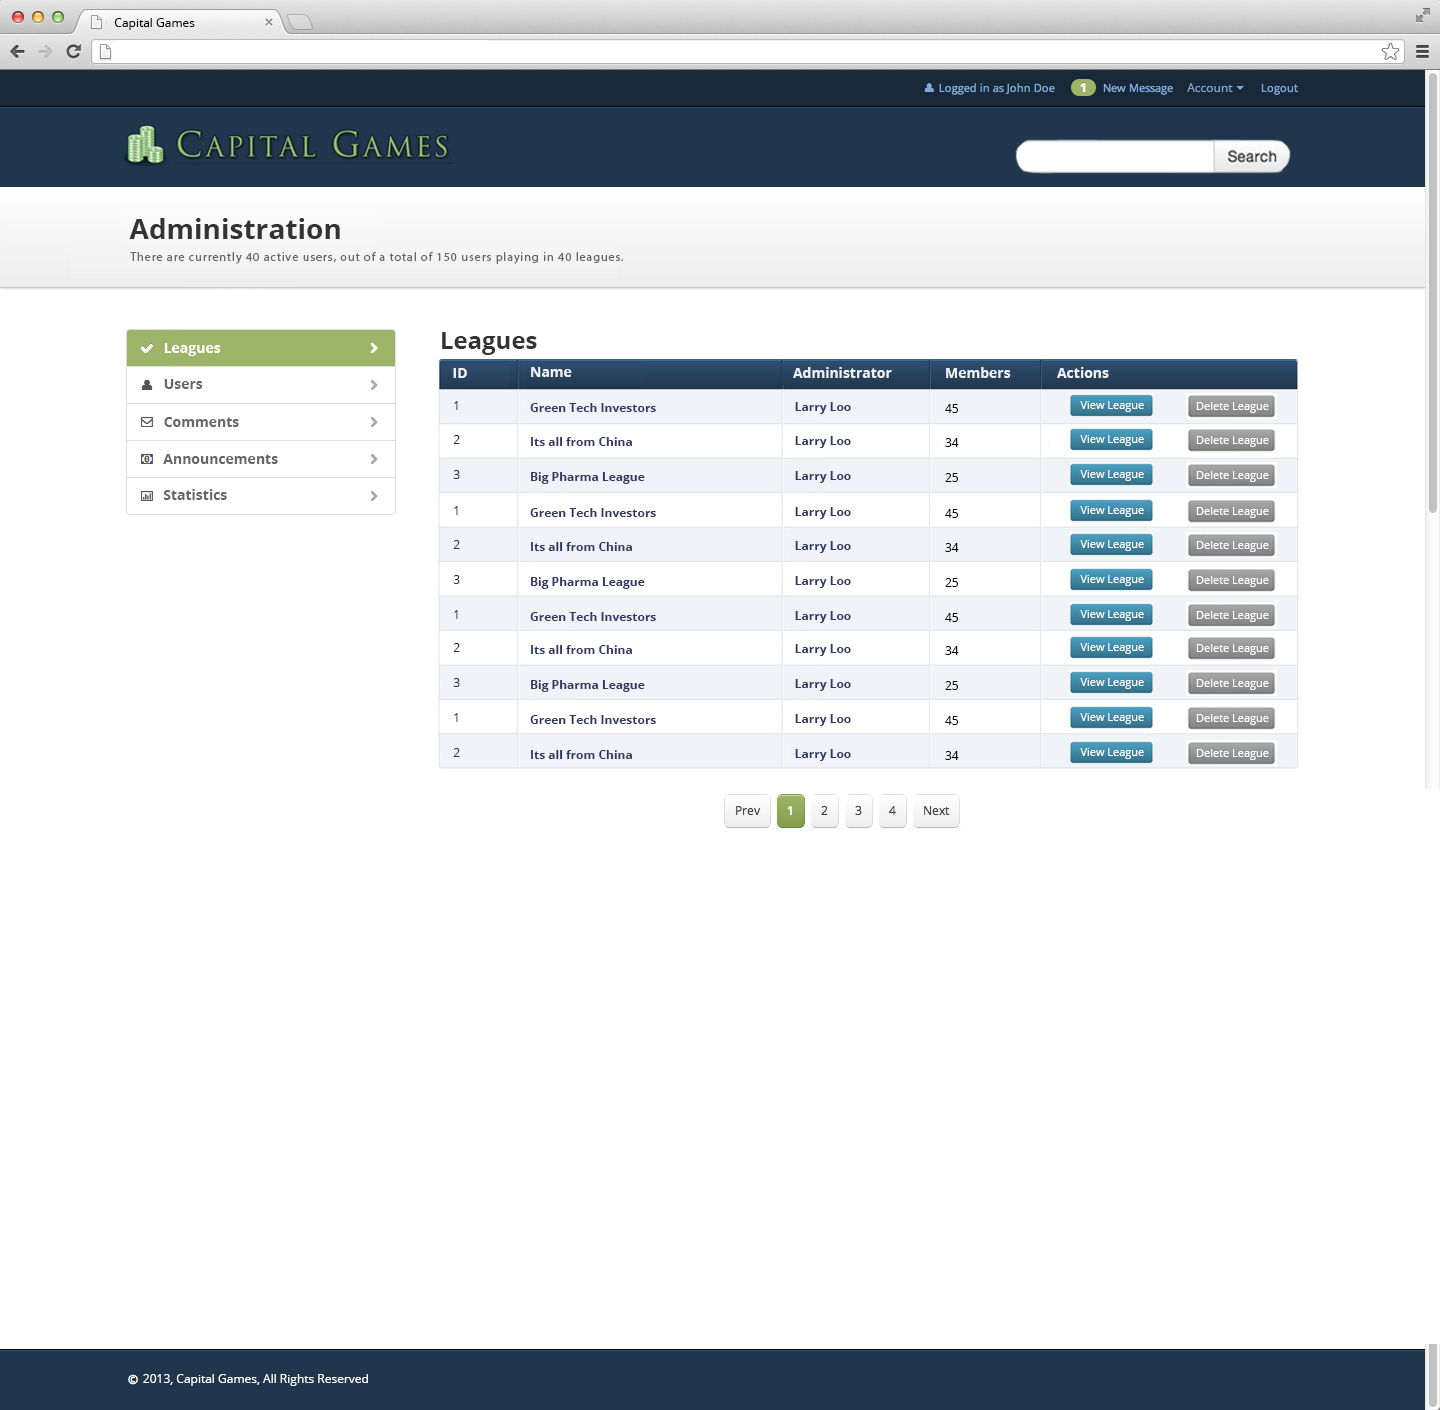 Capital Games
Logged in as John Doe 1 New Message Account Logout
CAPITAL GAMES
Search
Administration
There are currently 40 active users, out of a total of 150 users playing in 40 leagues.
Leagues
Users
Comments
Announcements
Statistics
Leagues
ID Name Administrator Members Actions
1 Green Tech Investors Larry Loo 45 View League Delete League
2 Its all from China Larry Loo 34 View League Delete League
3 Big Pharma League Larry Loo 25 View League Delete League
1 Green Tech Investors Larry Loo 45 View League Delete League
2 Its all from China Larry Loo 34 View League Delete League
3 Big Pharma League Larry Loo 25 View League Delete League
1 Green Tech Investors Larry Loo 45 View League Delete League
2 Its all from China Larry Loo 34 View League Delete League
3 Big Pharma League Larry Loo 25 View League Delete League
1 Green Tech Investors Larry Loo 45 View League Delete League
2 Its all from China Larry Loo 34 View League Delete League
Prev 1 2 3 4 Next
© 2013, Capital Games, All Rights Reserved